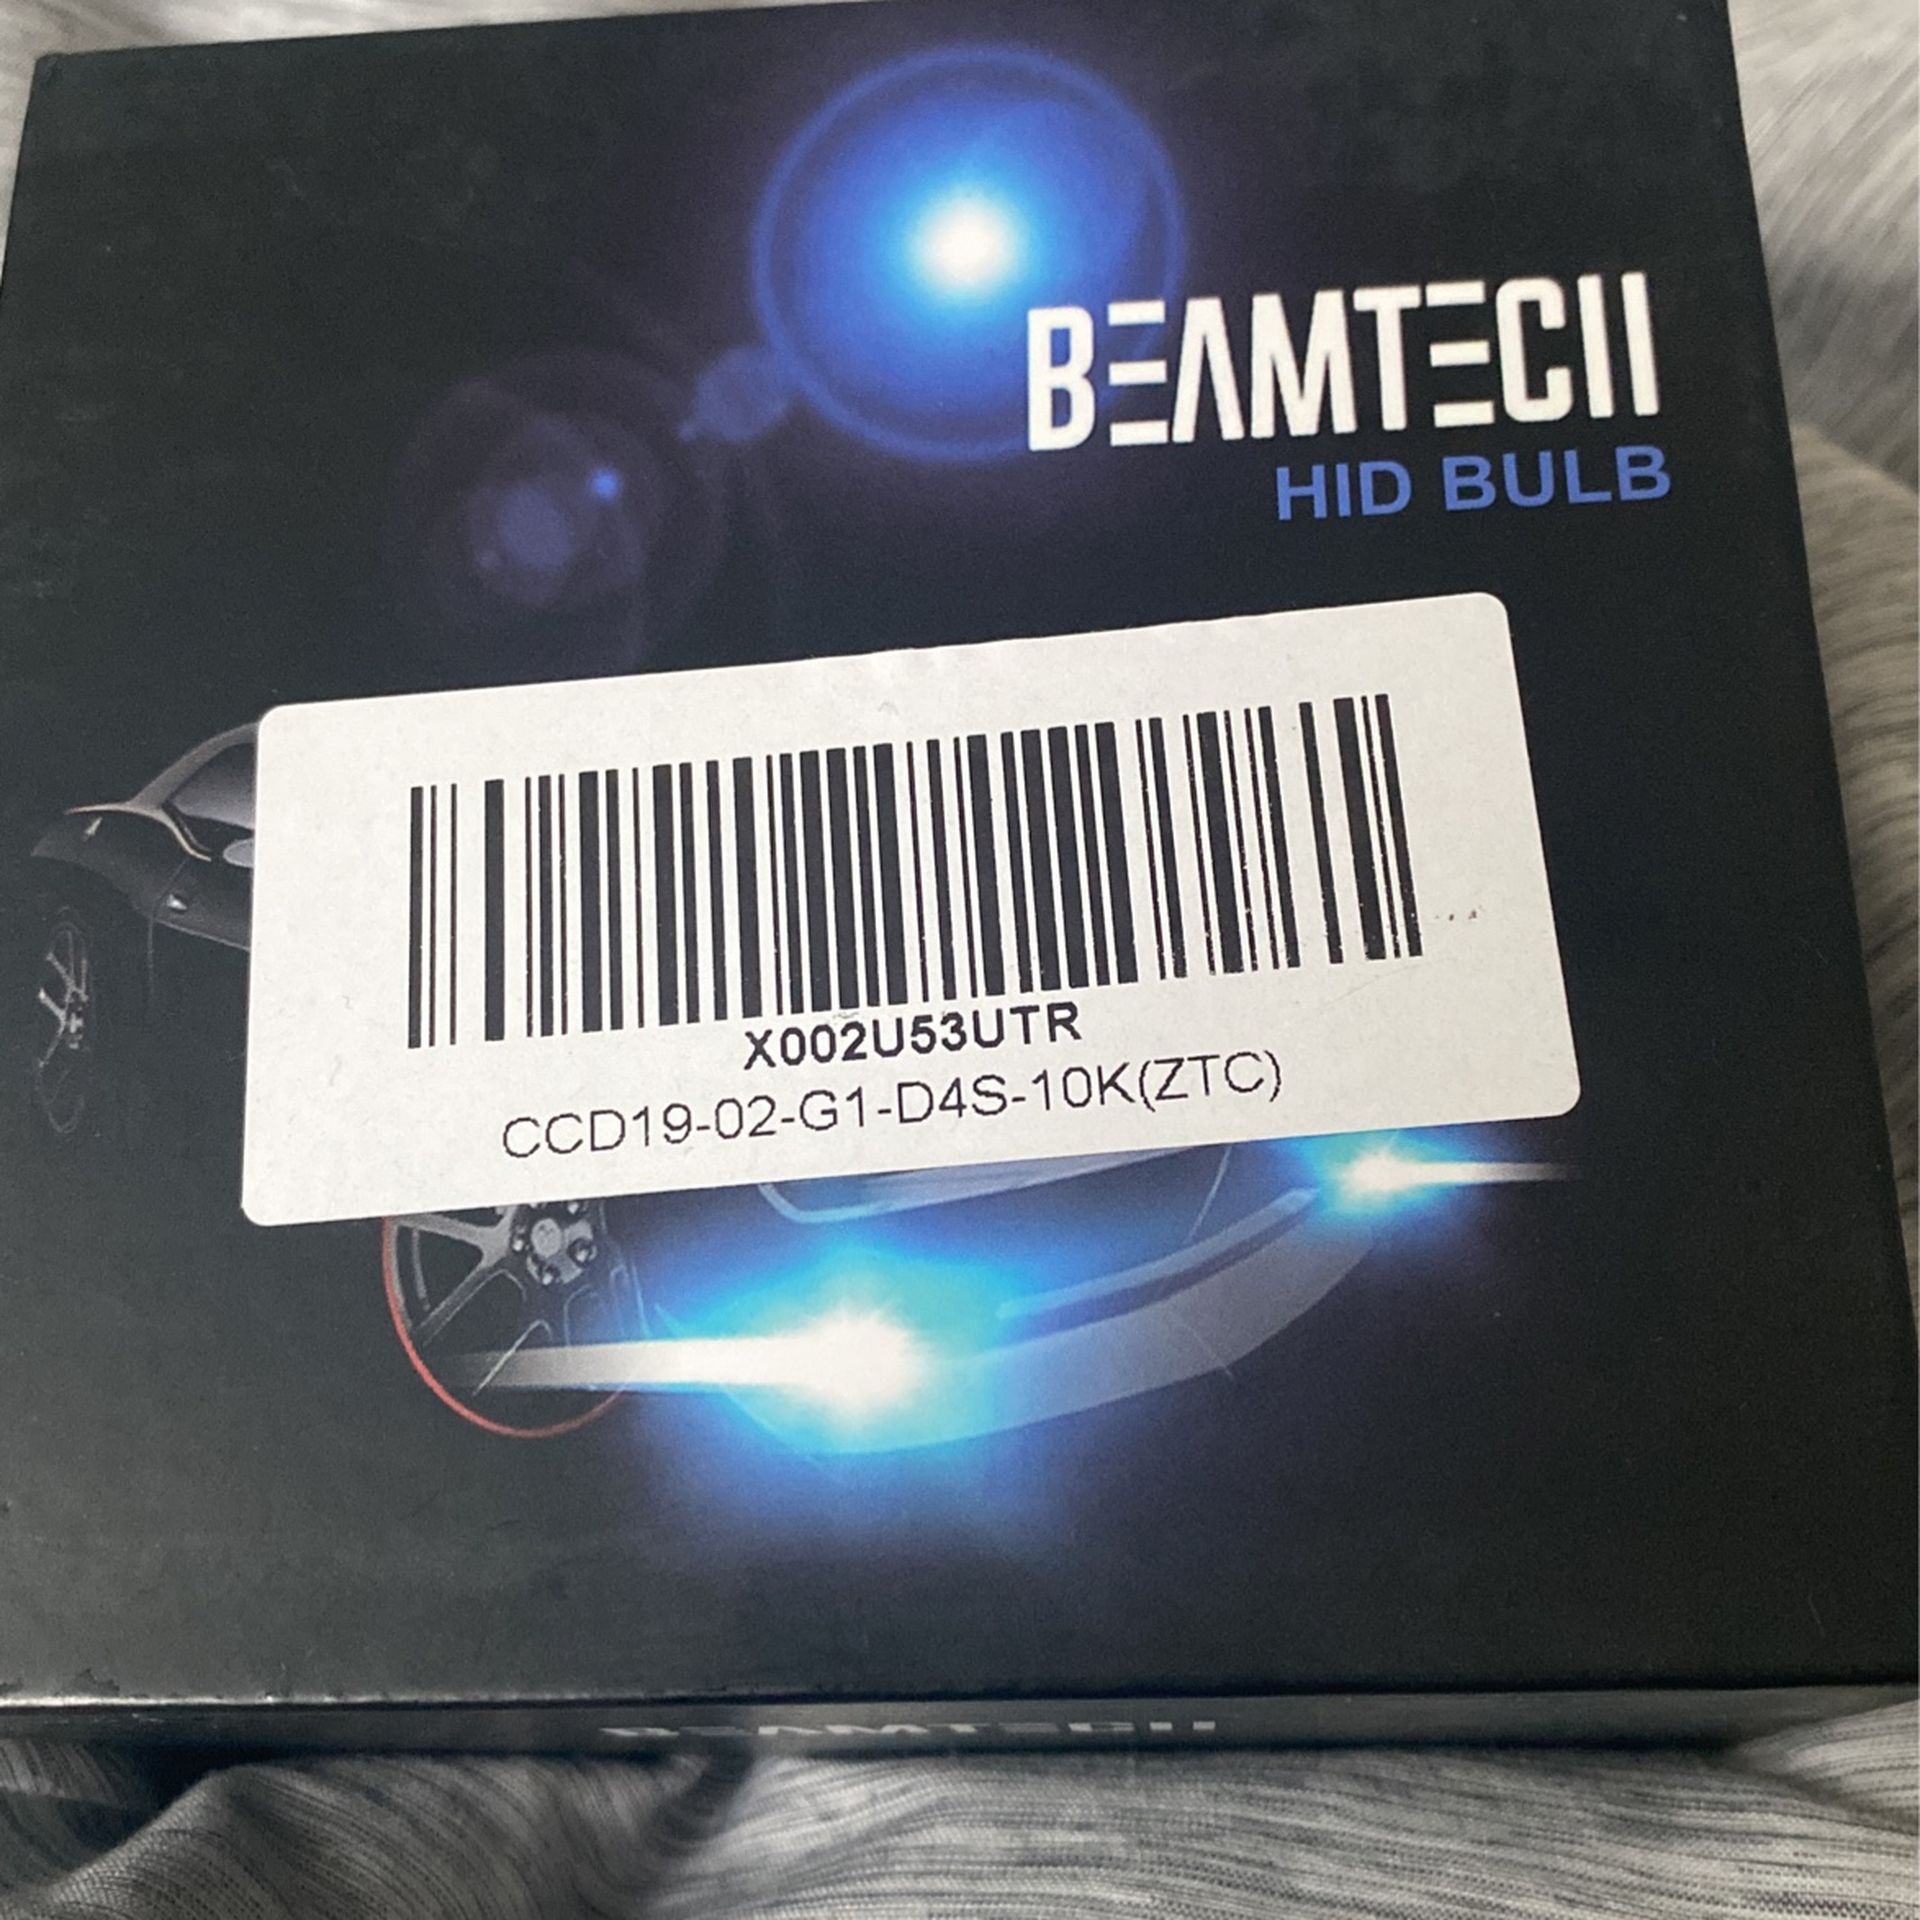 BEAMTECH
HID BULB
X002U53UTR
CCD19-02-G1-D4S-10K(ZTC)
BEAMTECH